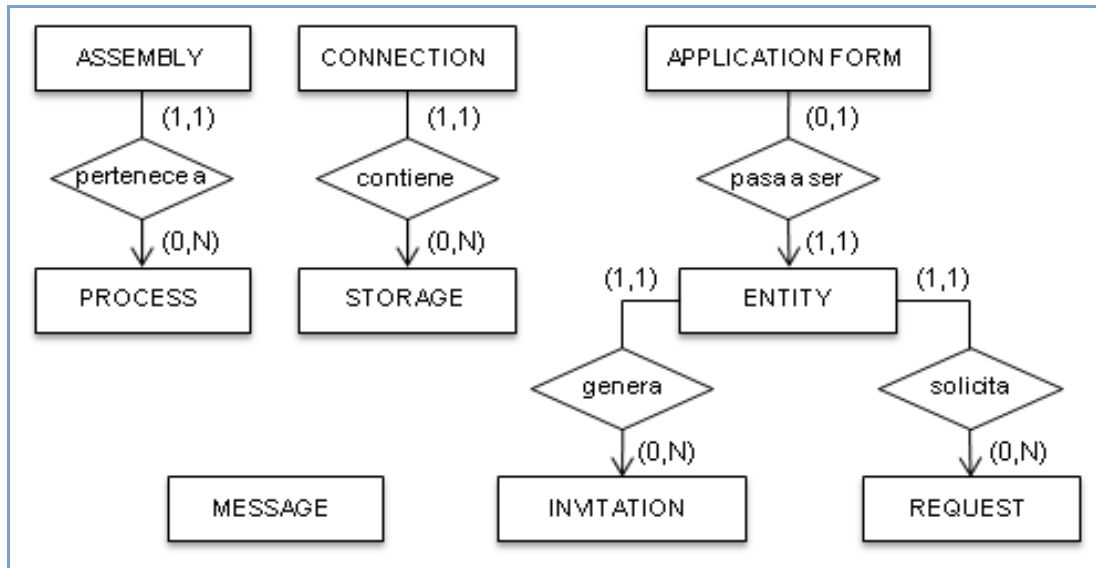 ASSEMBLY
CONNECTION
APPLICATION FORM
(1,1)
(1,1)
(0,1)
pertenece a
contiene
pasa a ser
(0,N)
(0,N)
(1,1)
PROCESS
STORAGE
(1,1)
ENTITY
(1,1)
genera
solicita
(0,N)
(0,N)
MESSAGE
INVITATION
REQUEST